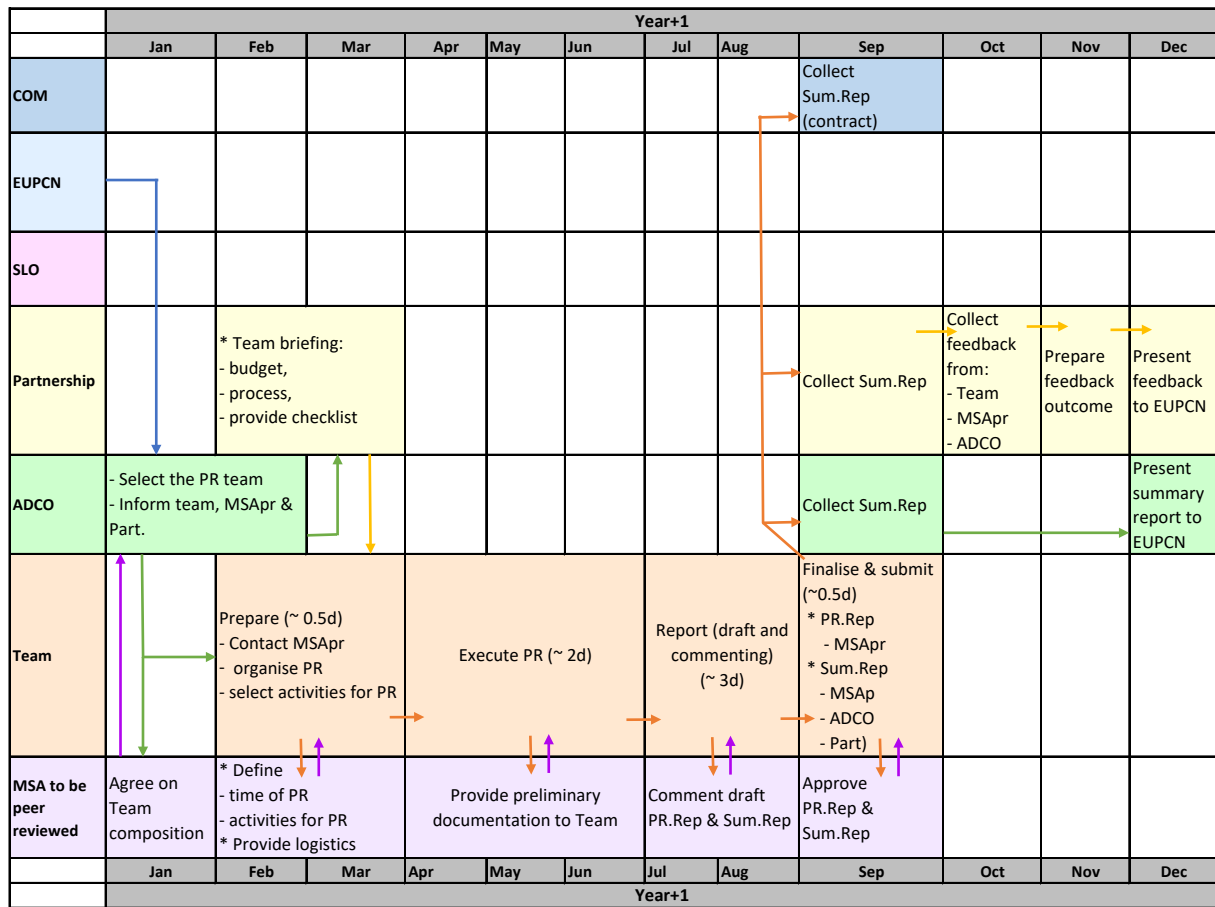 Year+1
Jan Feb Mar Apr May Jun Jul Aug Sep Oct Nov Dec
COM
Collect
Sum.Rep
(contract)
EUPCN
SLO
Partnership
* Team briefing:
- budget,
- process,
- provide checklist
Collect Sum.Rep
Collect
feedback
from:
- Team
- MSApr
- ADCO
Prepare
feedback
outcome
Present
feedback
to EUPCN
ADCO
- Select the PR team
- Inform team, MSApr &
Part.
Collect Sum.Rep
Present
summary
report to
EUPCN
Team
Prepare (~ 0.5d)
- Contact MSApr
- organise PR
- select activities for PR
Execute PR (~ 2d)
Report (draft and
commenting)
(~ 3d)
Finalise & submit
(~0.5d)
* PR.Rep
- MSApr
* Sum.Rep
- MSAp
- ADCO
- Part)
MSA to be
peer
reviewed
Agree on
Team
composition
* Define
- time of PR
- activities for PR
* Provide logistics
Provide preliminary
documentation to Team
Comment draft
PR.Rep & Sum.Rep
Approve
PR.Rep &
Sum.Rep
Jan Feb Mar Apr May Jun Jul Aug Sep Oct Nov Dec
Year+1